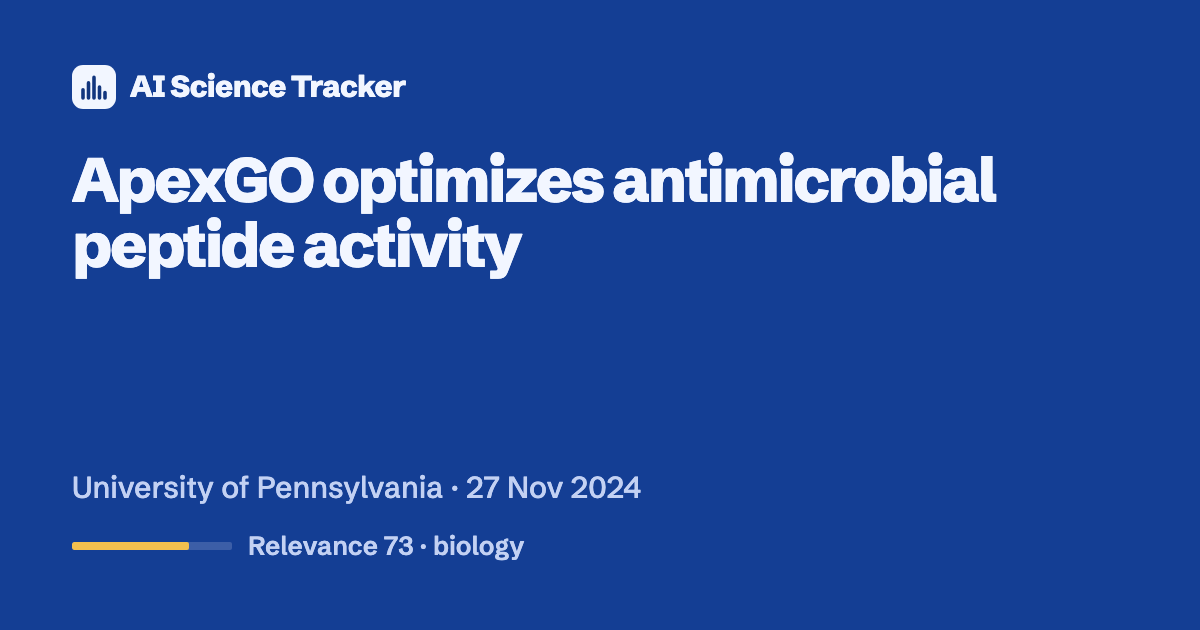 AI Science Tracker
ApexGO optimizes antimicrobial
peptide activity
University of Pennsylvania · 27 Nov 2024
Relevance 73 · biology